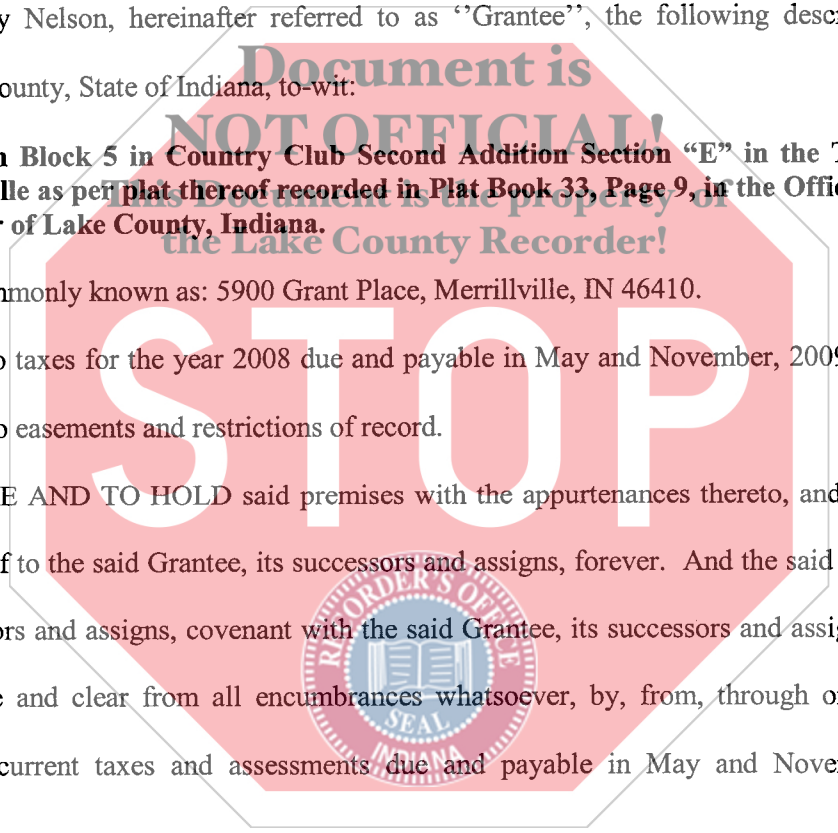 y Nelson, hereinafter referred to as ‘‘Grantee’’, the following desc
ounty, State of Indiana, to-wit:
Document is
NOT OFFICIAL!
Block 5 in Country Club Second Addition Section “E” in the
lle as per plat thereof recorded in Plat Book 33, Page 9, in the Offi
This Document is the property of
r of Lake County, Indiana.
the Lake County Recorder!
mmonly known as: 5900 Grant Place, Merrillville, IN 46410.
STOP
o taxes for the year 2008 due and payable in May and November, 2009
o easements and restrictions of record.
E AND TO HOLD said premises with the appurtenances thereto, and
f to the said Grantee, its successors and assigns, forever. And the said
ors and assigns, covenant with the said Grantee, its successors and assig
RECORDER'S OFFICE
e and clear from all encumbrances whatsoever, by, from, through o
SEAL
INDIANA
current taxes and assessments due and payable in May and Nove